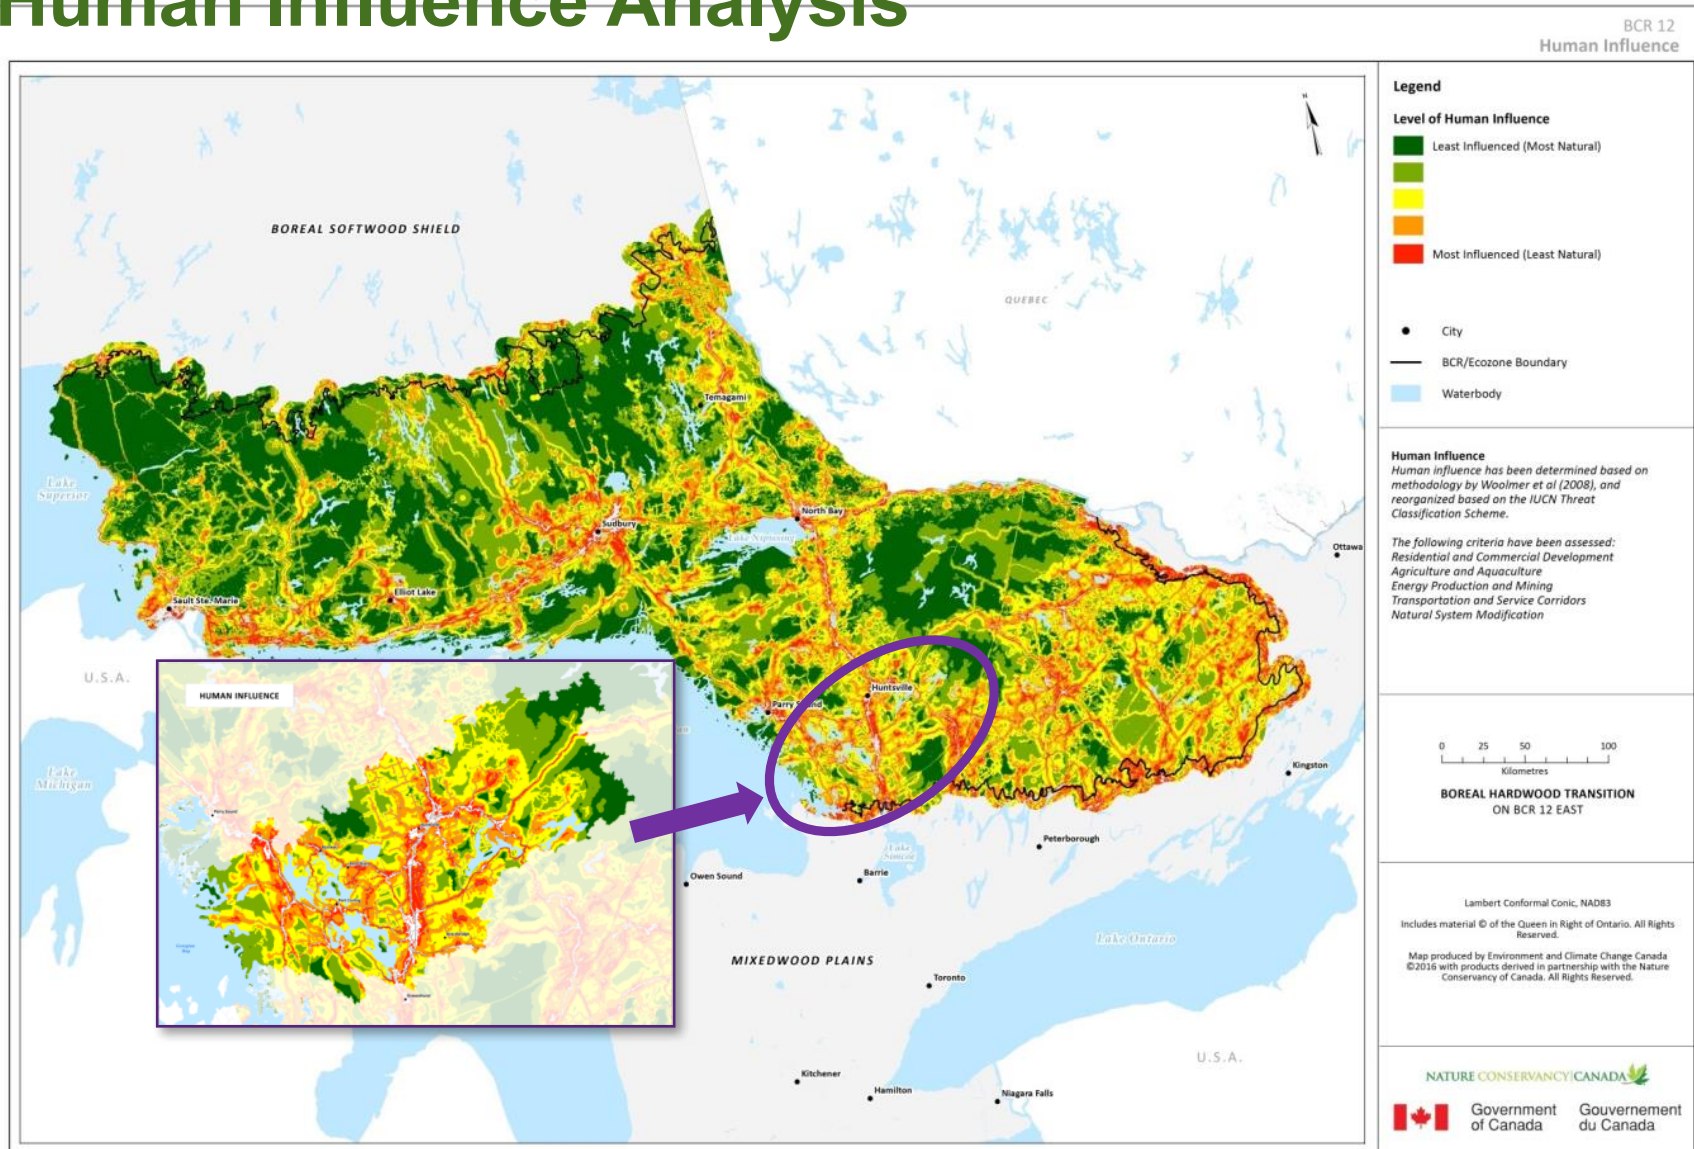 Human Influence Analysis
BCR 12
Human Influence
BOREAL SOFTWOOD SHIELD
QUEBEC
Temagami
Lake
Superior
Sudbury
North Bay
Lake Nipissing
Ottawa
Sault Ste. Marie
Elliot Lake
U.S.A.
HUMAN INFLUENCE
Huntsville
Parry Sound
Lake
Michigan
Kingston
Peterborough
Lake
Simcoe
Owen Sound
Barrie
Lake Ontario
MIXEDWOOD PLAINS
Toronto
U.S.A.
Kitchener
Hamilton
Niagara Falls
Legend
Level of Human Influence
Least Influenced (Most Natural)
Most Influenced (Least Natural)
City
BCR/Ecozone Boundary
Waterbody
Human Influence
Human influence has been determined based on
methodology by Woolmer et al (2008), and
reorganized based on the IUCN Threat
Classification Scheme.
The following criteria have been assessed:
Residential and Commercial Development
Agriculture and Aquaculture
Energy Production and Mining
Transportation and Service Corridors
Natural System Modification
0 25 50 100
Kilometres
BOREAL HARDWOOD TRANSITION
ON BCR 12 EAST
Lambert Conformal Conic, NAD83
Includes material © of the Queen in Right of Ontario. All Rights
Reserved.
Map produced by Environment and Climate Change Canada
©2016 with products derived in partnership with the Nature
Conservancy of Canada. All Rights Reserved.
NATURE CONSERVANCY CANADA
Government Gouvernement
of Canada du Canada